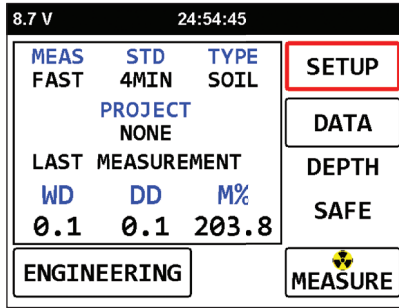 8.7 V 24:54:45
MEAS STD TYPE
FAST 4MIN SOIL
PROJECT
NONE
LAST MEASUREMENT
WD DD M%
0.1 0.1 203.8
ENGINEERING
SETUP
DATA
DEPTH
SAFE
MEASURE